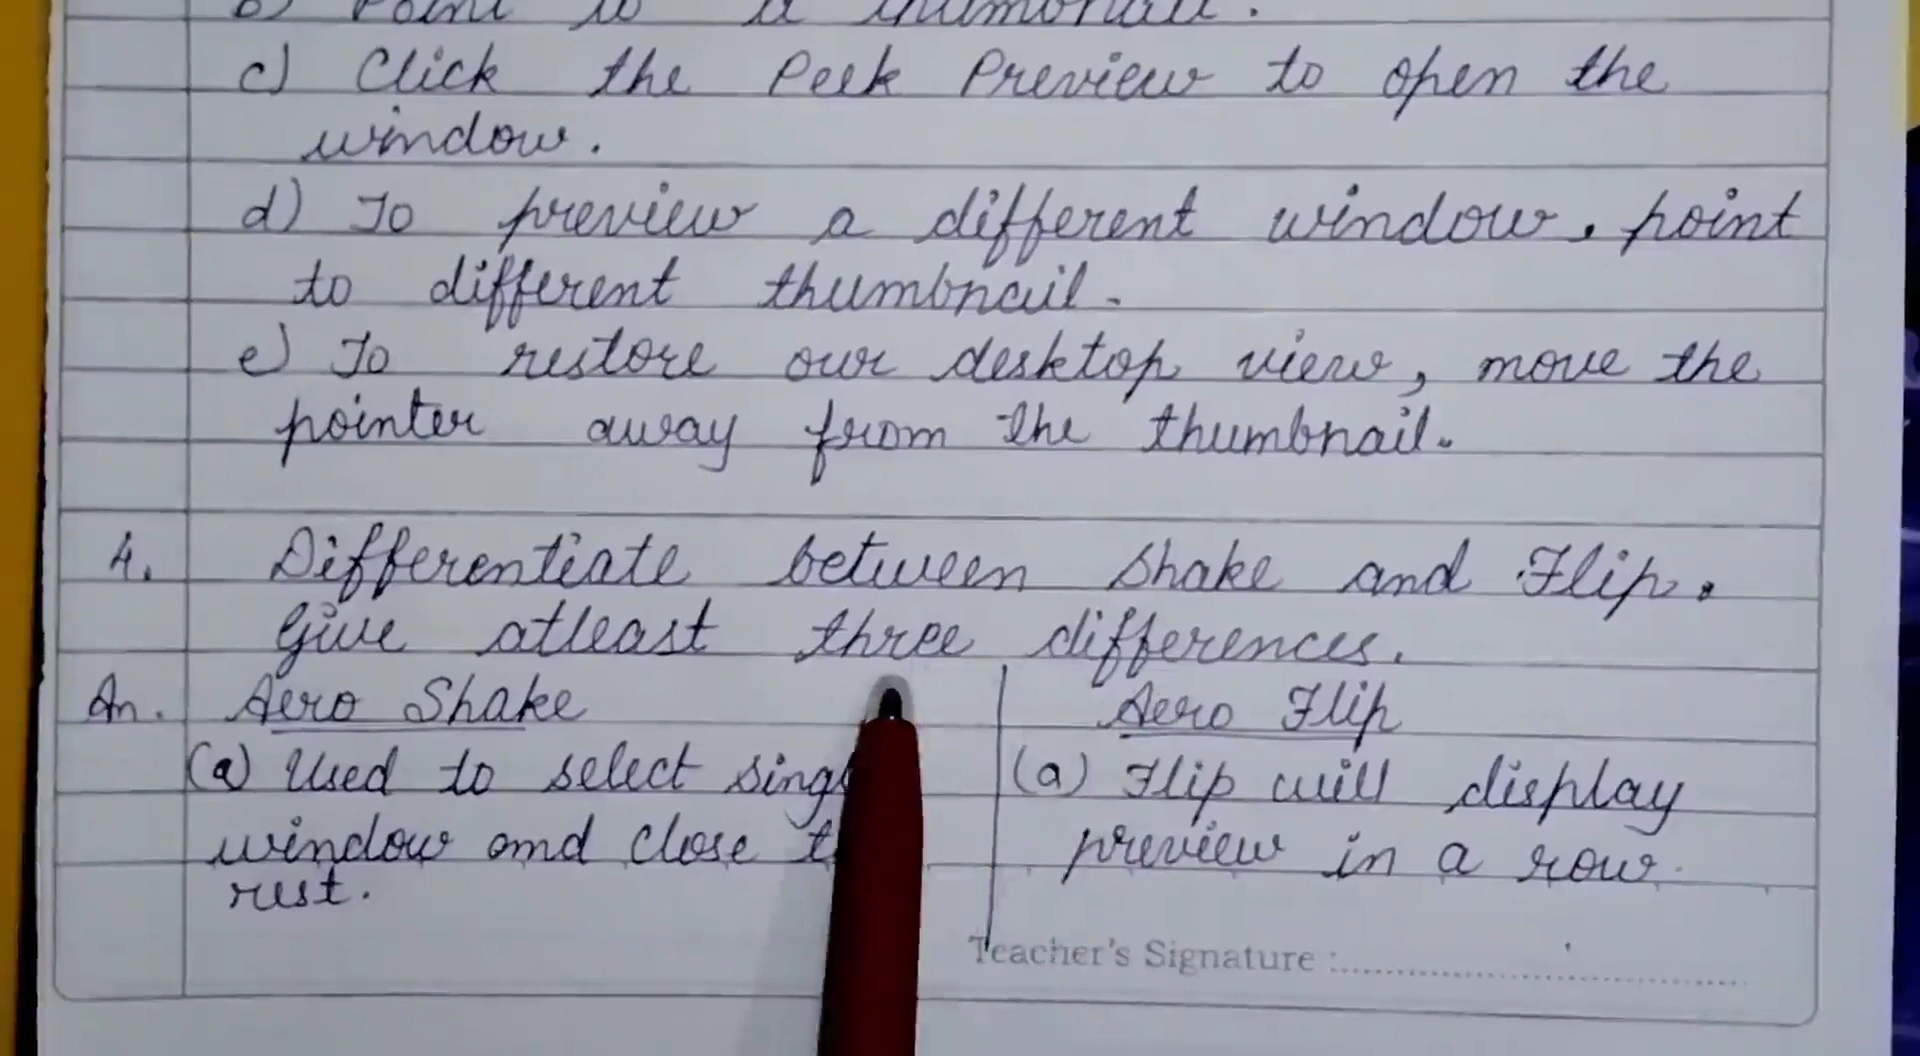 b) Point to a thumbnail.
c) Click the Peek Preview to open the
window.
d) To preview a different window, point
to different thumbnail.
e) To restore our desktop view, move the
pointer away from the thumbnail.
4. Differentiate between Shake and Flip.
Give atleast three differences.
An. Aero Shake
(a) Used to select
window and close
rest.
Aero Flip
(a) Flip will display
preview in a row.
Teacher's Signature :